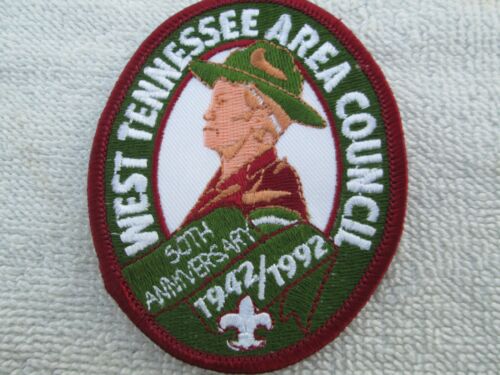 WEST TENNESSEE AREA COUNCIL
50TH
ANNIVERSARY
1942/1992